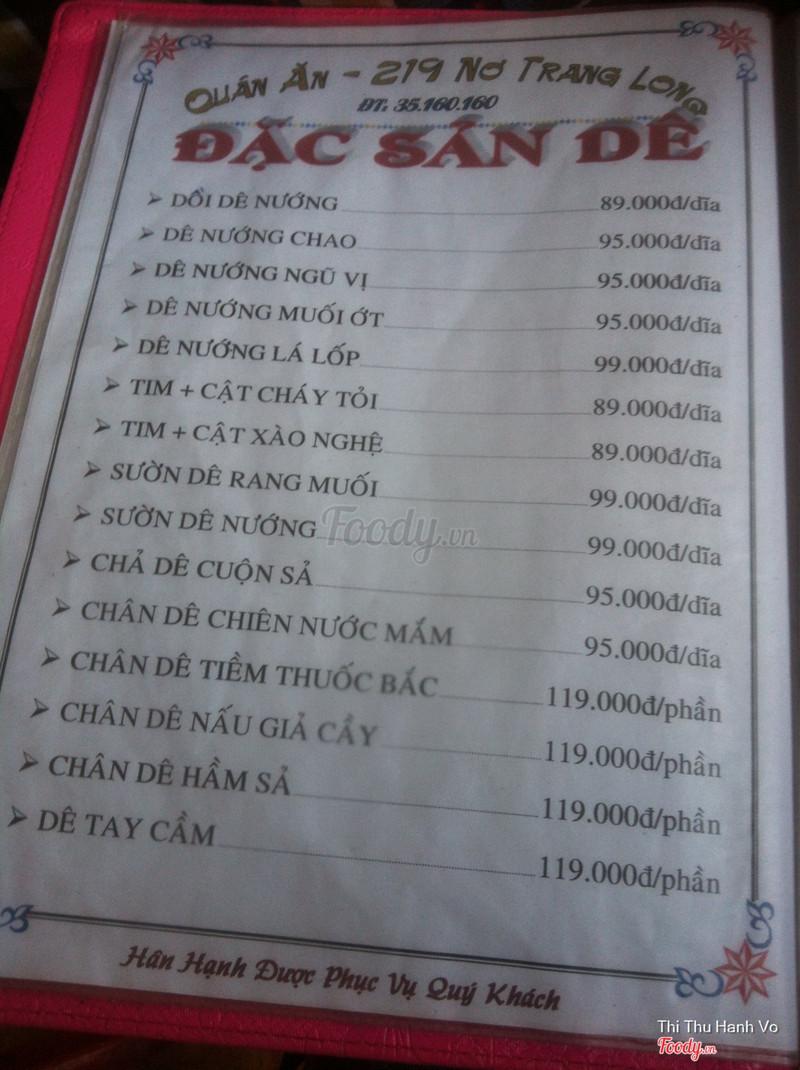 QUÁN ĂN - 219 NƠ TRANG LONG
ĐT: 35.160.160
ĐẶC SẢN DÊ
➢ DỒI DÊ NƯỚNG 89.000đ/dĩa
➢ DÊ NƯỚNG CHAO 95.000đ/dĩa
➢ DÊ NƯỚNG NGŨ VỊ 95.000đ/dĩa
➢ DÊ NƯỚNG MUỐI ỚT 95.000đ/dĩa
➢ DÊ NƯỚNG LÁ LỐP 99.000đ/dĩa
➢ TIM + CẬT CHÁY TỎI 89.000đ/dĩa
➢ TIM + CẬT XÀO NGHỆ 89.000đ/dĩa
➢ SƯỜN DÊ RANG MUỐI 99.000đ/dĩa
➢ SƯỜN DÊ NƯỚNG 99.000đ/dĩa
➢ CHẢ DÊ CUỘN SẢ 95.000đ/dĩa
➢ CHÂN DÊ CHIÊN NƯỚC MẮM 95.000đ/dĩa
➢ CHÂN DÊ TIỀM THUỐC BẮC 119.000đ/phần
➢ CHÂN DÊ NẤU GIẢ CẦY 119.000đ/phần
➢ CHÂN DÊ HẦM SẢ 119.000đ/phần
➢ DÊ TAY CẦM 119.000đ/phần
Hân Hạnh Được Phục Vụ Quý Khách
Foody.vn
Thi Thu Hanh Vo
Foody.vn